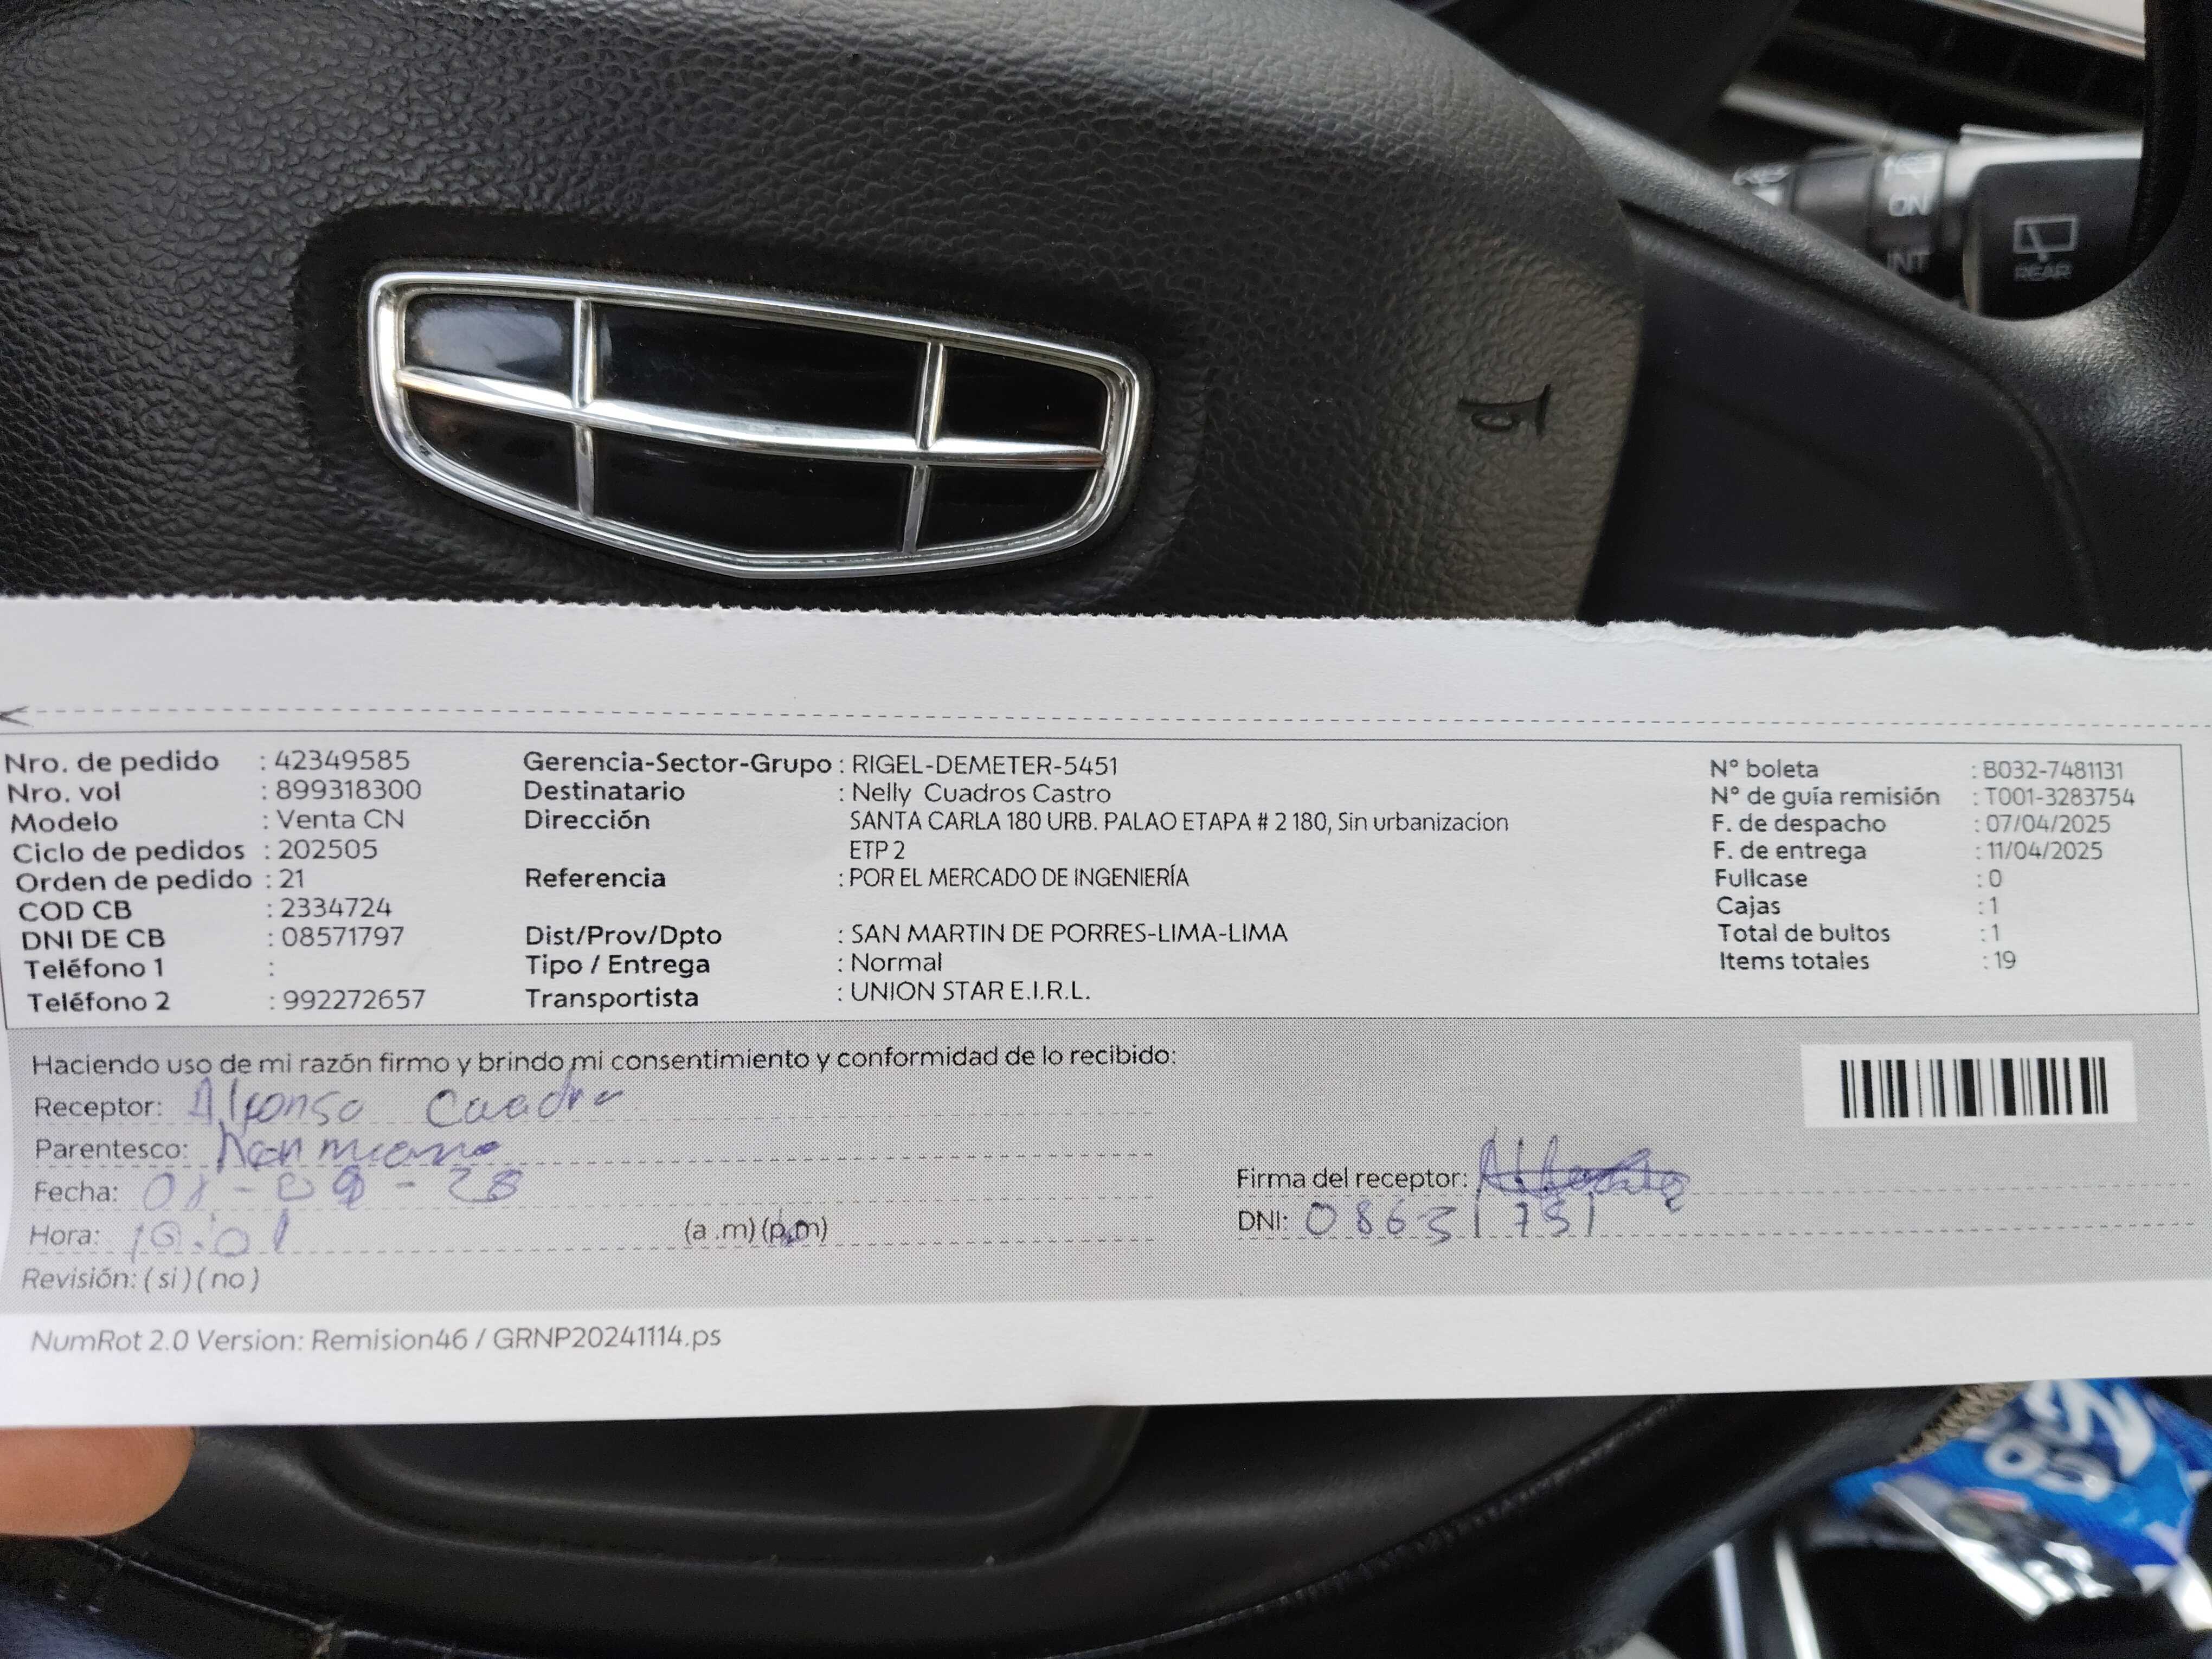 ON
INT
REAR
Nro. de pedido : 42349585
Nro. vol : 899318300
Modelo : Venta CN
Ciclo de pedidos : 202505
Orden de pedido : 21
COD CB : 2334724
DNI DE CB : 08571797
Teléfono 1 :
Teléfono 2 : 992272657
Gerencia-Sector-Grupo : RIGEL-DEMETER-5451
Destinatario : Nelly Cuadros Castro
Dirección SANTA CARLA 180 URB. PALAO ETAPA # 2 180, Sin urbanizacion
ETP 2
Referencia : POR EL MERCADO DE INGENIERÍA
Dist/Prov/Dpto : SAN MARTIN DE PORRES-LIMA-LIMA
Tipo / Entrega : Normal
Transportista : UNION STAR E.I.R.L.
N° boleta : B032-7481131
N° de guía remisión : T001-3283754
F. de despacho : 07/04/2025
F. de entrega : 11/04/2025
Fullcase : 0
Cajas : 1
Total de bultos : 1
Items totales : 19
Haciendo uso de mi razón firmo y brindo mi consentimiento y conformidad de lo recibido:
Receptor: Alfonso
Parentesco:
Fecha:
Hora: (a .m) (p.m)
Revisión: ( si ) ( no )
Firma del receptor:
DNI: 08631751
NumRot 2.0 Version: Remision46 / GRNP20241114.ps